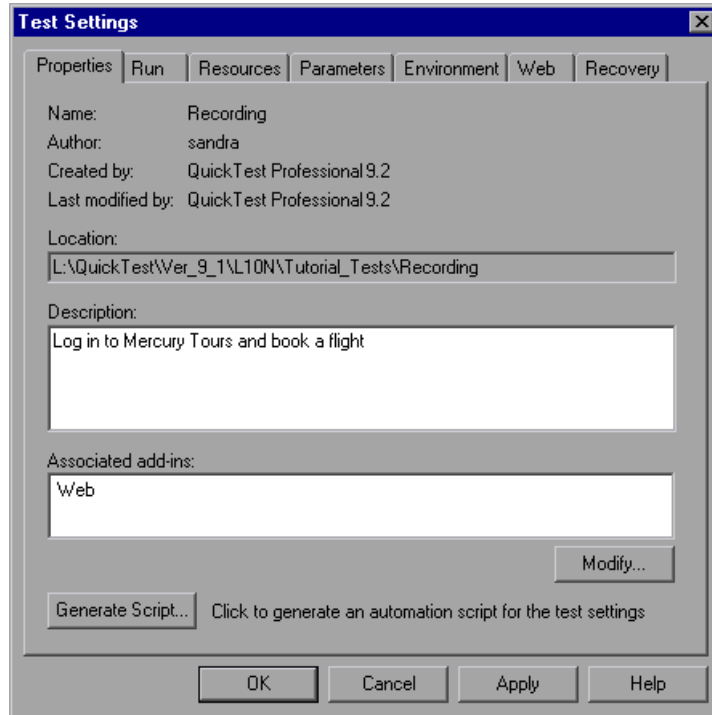 Test Settings
Properties Run Resources Parameters Environment Web Recovery
Name: Recording
Author: sandra
Created by: QuickTest Professional 9.2
Last modified by: QuickTest Professional 9.2
Location:
L:\QuickTest\Ver_9_1\L10N\Tutorial_Tests\Recording
Description:
Log in to Mercury Tours and book a flight
Associated add-ins:
Web
Modify...
Generate Script... Click to generate an automation script for the test settings
OK Cancel Apply Help